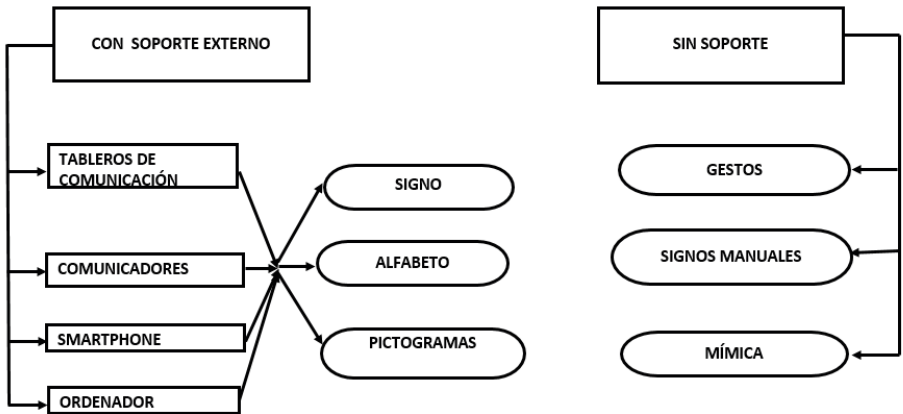 CON SOPORTE EXTERNO
SIN SOPORTE
TABLEROS DE
COMUNICACIÓN
SIGNO
GESTOS
COMUNICADORES
ALFABETO
SIGNOS MANUALES
SMARTPHONE
PICTOGRAMAS
MÍMICA
ORDENADOR